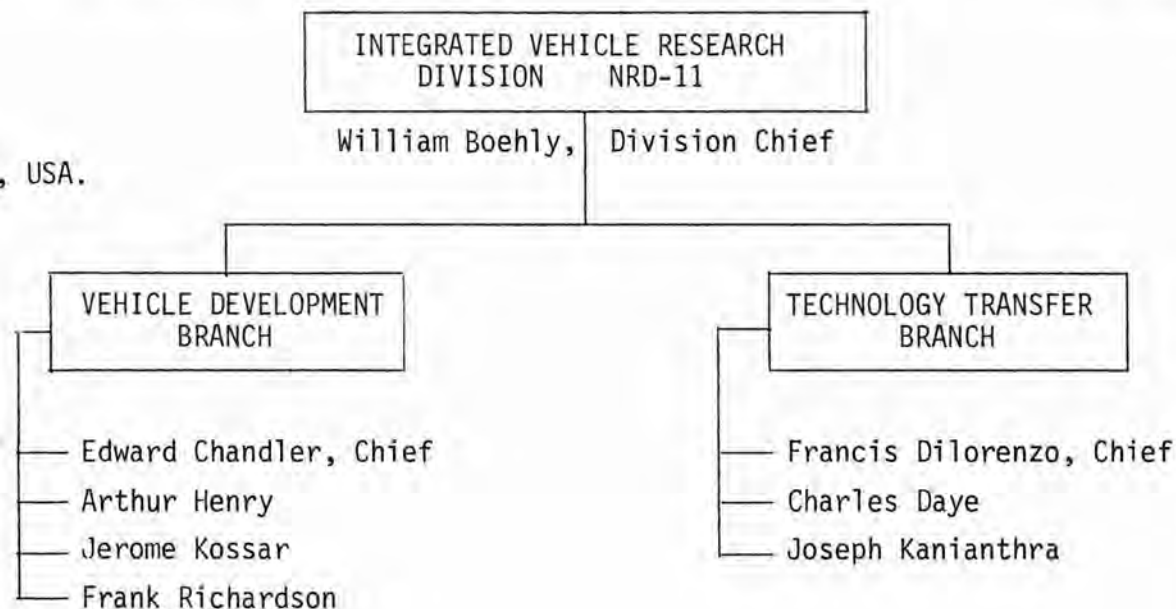 INTEGRATED VEHICLE RESEARCH
DIVISION NRD-11
William Boehly, Division Chief
, USA.
VEHICLE DEVELOPMENT
BRANCH
Edward Chandler, Chief
Arthur Henry
Jerome Kossar
Frank Richardson
TECHNOLOGY TRANSFER
BRANCH
Francis Dilorenzo, Chief
Charles Daye
Joseph Kanianthra